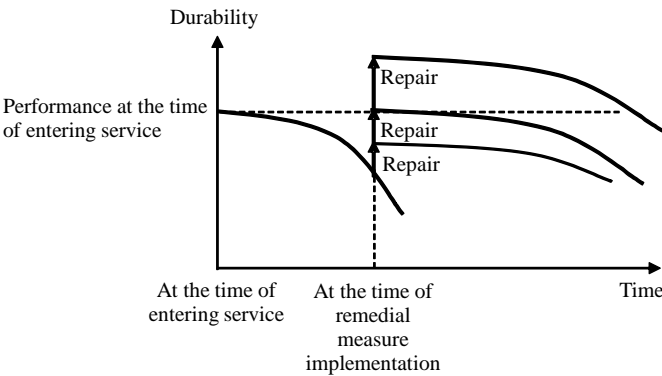 Durability
Repair
Performance at the time
of entering service
Repair
Repair
At the time of
entering service
At the time of
remedial
measure
implementation
Time